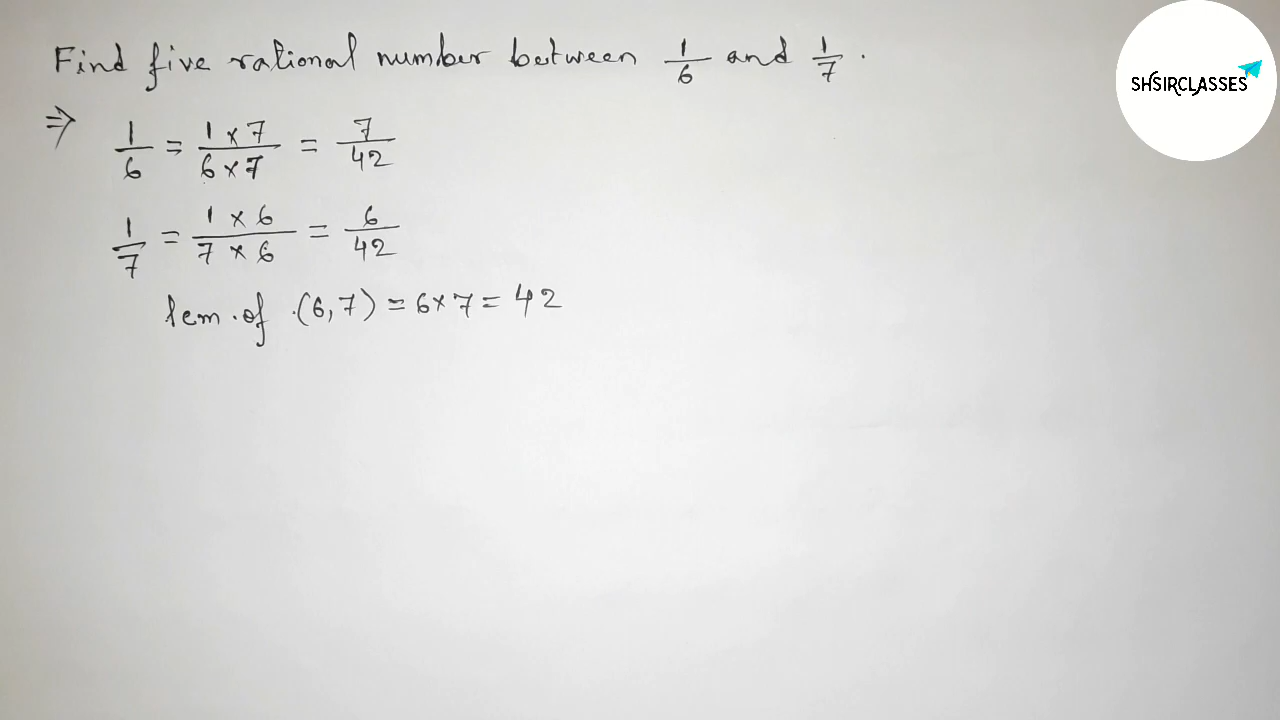 Find five rational number between 1/6 and 1/7.
SHSIRCLASSES
⇒ 1/6 = 1 × 7 / 6 × 7 = 7/42
1/7 = 1 × 6 / 7 × 6 = 6/42
lcm. of .(6,7) = 6×7 = 42